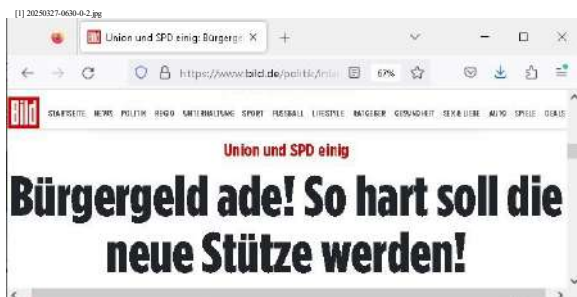 [1] 20250327-0630-0-2.jpg
Union und SPD einig: Bürgerge
https://www.bild.de/politik/inlan
67%
Bild
STARTSEITE NEWS POLITIK REGIO UNTERHALTUNG SPORT FUSSBALL LIFESTYLE RATGEBER GESUNDHEIT SEX & LIEBE AUTO SPIELE DEALS
Union und SPD einig
Bürgergeld ade! So hart soll die
neue Stütze werden!